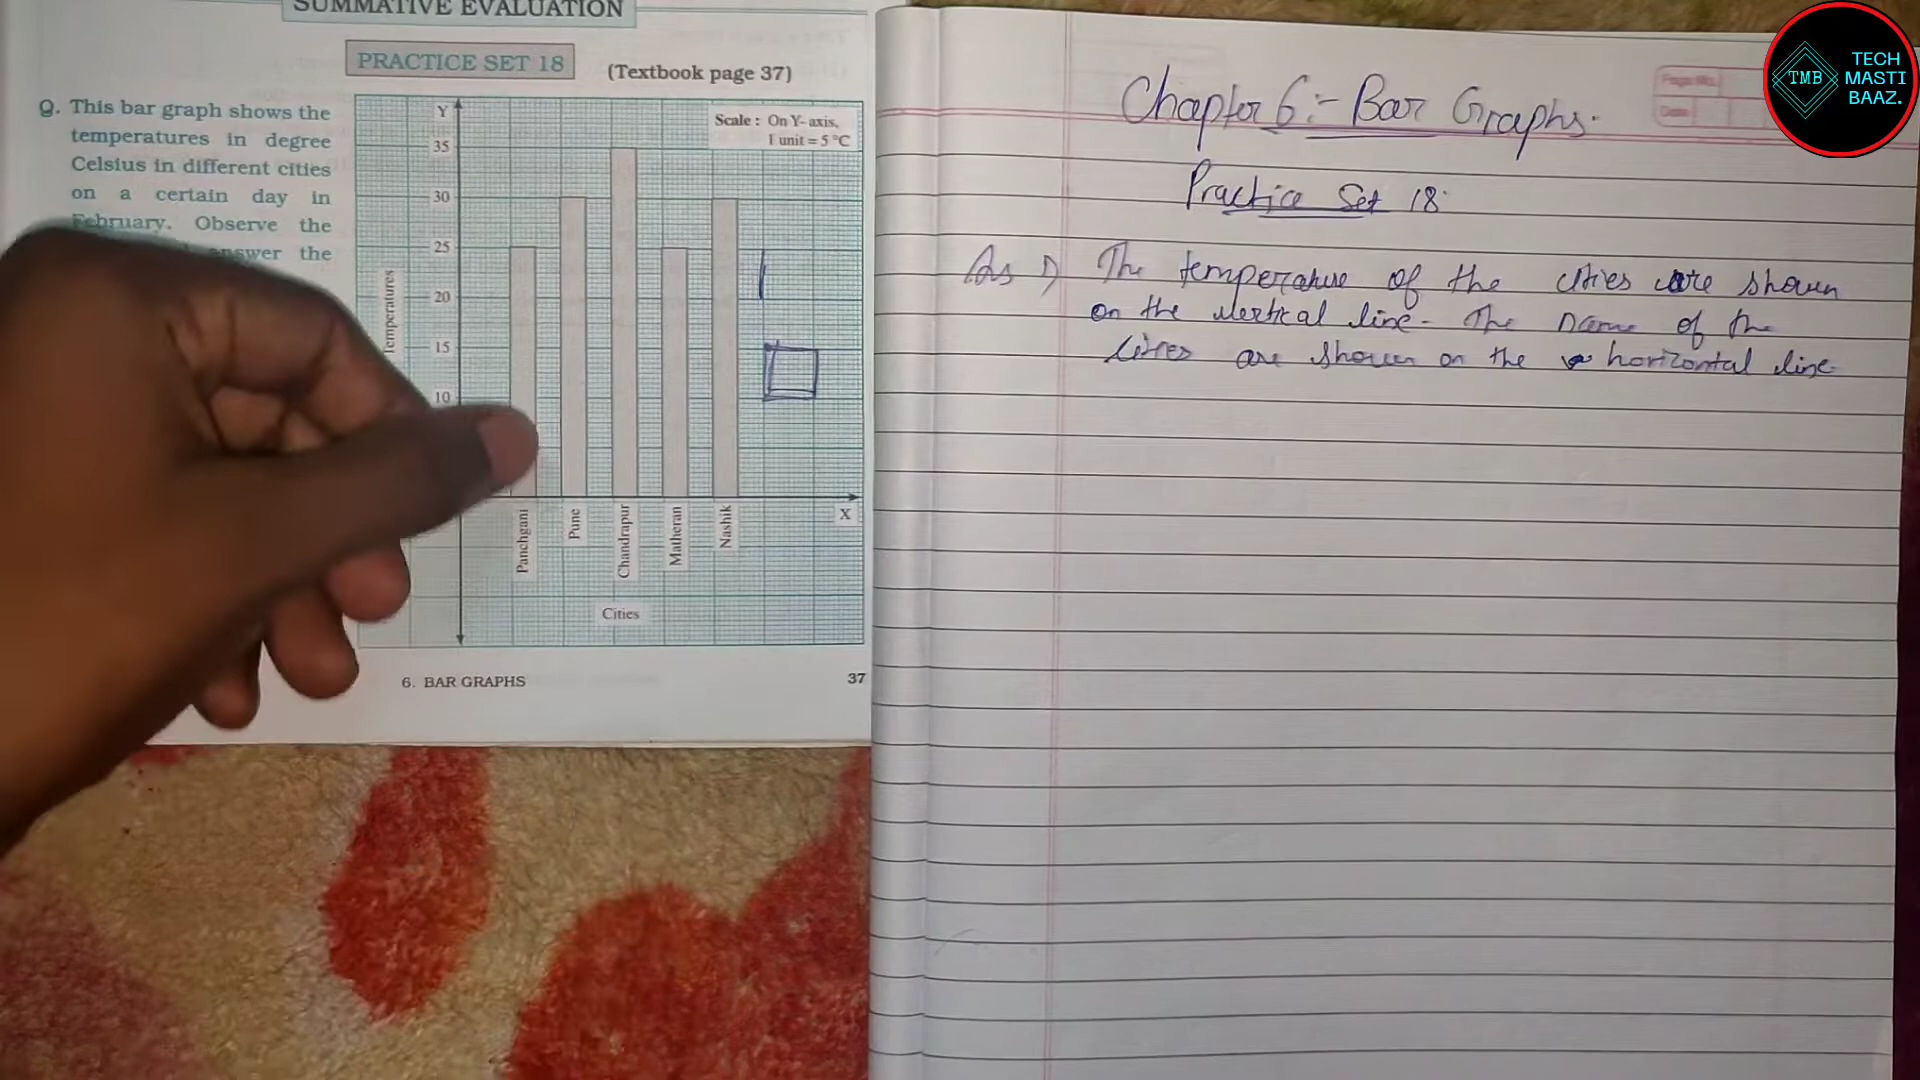 SUMMATIVE EVALUATION
PRACTICE SET 18
(Textbook page 37)
Q. This bar graph shows the
temperatures in degree
Celsius in different cities
on a certain day in
February. Observe the
answer the
Y
Scale : On Y- axis,
1 unit = 5 °C
35
30
25
20
15
10
Temperatures
X
Panchgani
Pune
Chandrapur
Matheran
Nashik
Cities
6. BAR GRAPHS
37
Chapter 6:- Bar Graphs.
Practice Set 18
As 1) The temperature of the cities are shown
on the vertical line. The name of the
cities are shown on the horizontal line.
Page No.
Date
TMB
TECH
MASTI
BAAZ.